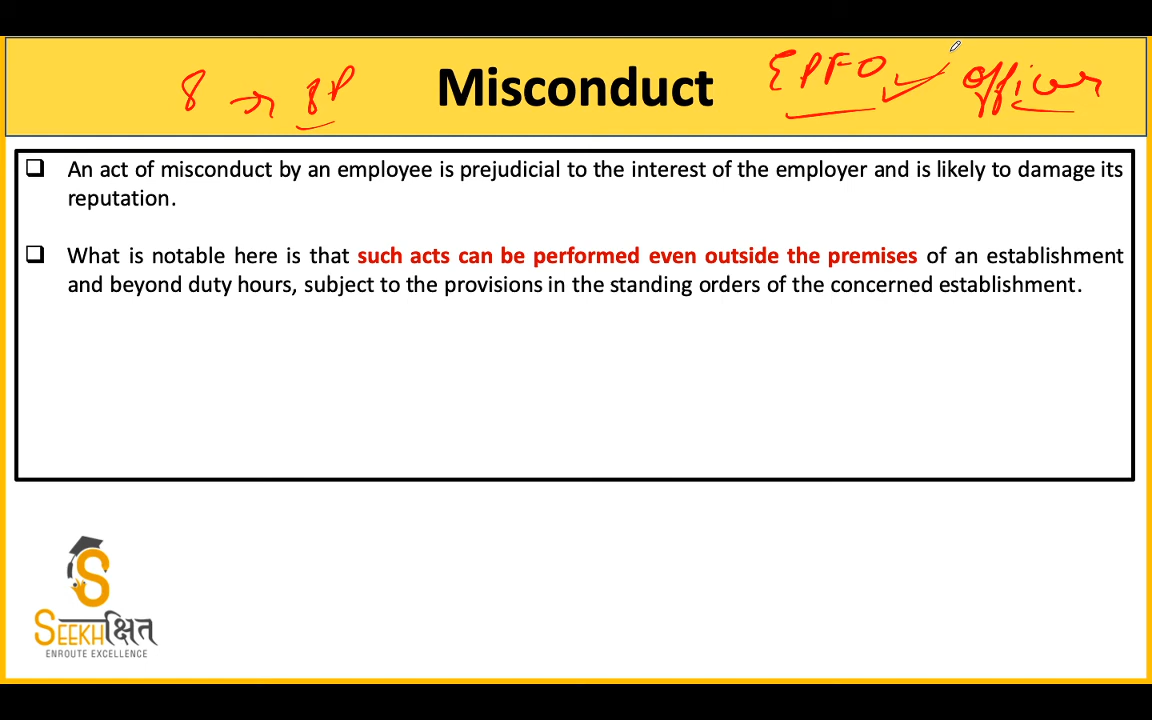 Misconduct
EPFO officer
An act of misconduct by an employee is prejudicial to the interest of the employer and is likely to damage its
reputation.
What is notable here is that such acts can be performed even outside the premises of an establishment
and beyond duty hours, subject to the provisions in the standing orders of the concerned establishment.
SEEKHक्षित
ENROUTE EXCELLENCE